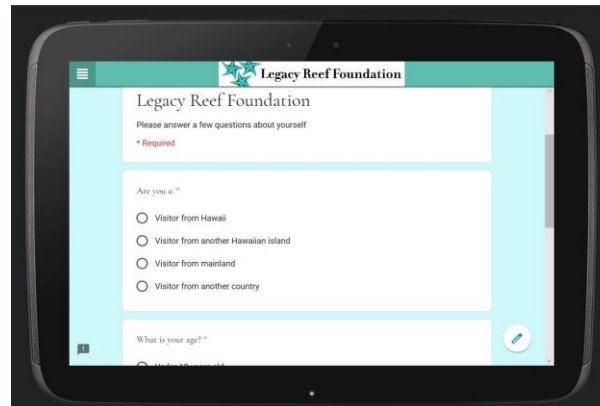 Legacy Reef Foundation
Legacy Reef Foundation
Please answer a few questions about yourself
* Required
Are you a: *
Visitor from Hawaii
Visitor from another Hawaiian island
Visitor from mainland
Visitor from another country
What is your age? *